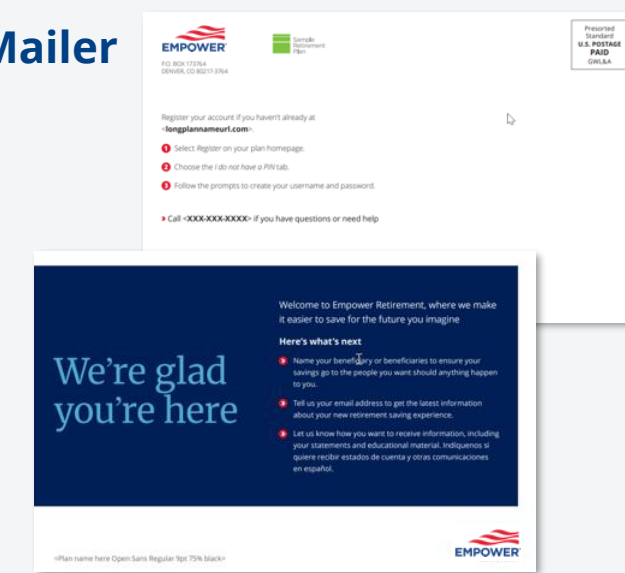 Mailer
EMPOWER
P.O. BOX 173764
DENVER, CO 80217-3764
Sample
Retirement
Plan
Presorted
Standard
U.S. POSTAGE
PAID
GWL&A
Register your account if you haven't already at
<longplannameurl.com>.
1 Select Register on your plan homepage.
2 Choose the I do not have a PIN tab.
3 Follow the prompts to create your username and password.
Call <XXX-XXX-XXXX> if you have questions or need help
We're glad
you're here
Welcome to Empower Retirement, where we make
it easier to save for the future you imagine
Here's what's next
Name your beneficiary or beneficiaries to ensure your
savings go to the people you want should anything happen
to you.
Tell us your email address to get the latest information
about your new retirement saving experience.
Let us know how you want to receive information, including
your statements and educational material. Indíquenos si
quiere recibir estados de cuenta y otras comunicaciones
en español.
<Plan name here Open Sans Regular 9pt 75% black>
EMPOWER